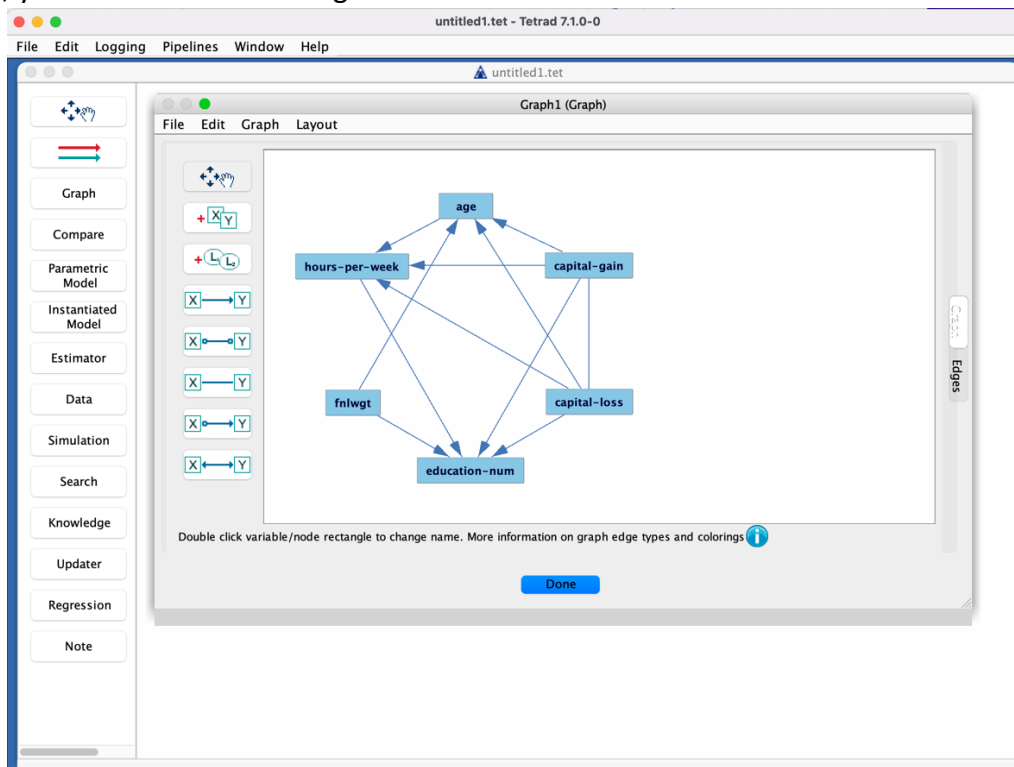 untitled1.tet - Tetrad 7.1.0-0
File Edit Logging Pipelines Window Help
untitled1.tet
Graph1 (Graph)
File Edit Graph Layout
Graph
Compare
Parametric
Model
Instantiated
Model
Estimator
Data
Simulation
Search
Knowledge
Updater
Regression
Note
+ X Y
+ L₁ L₂
X Y
X Y
X Y
X Y
X Y
age
hours-per-week
capital-gain
fnlwgt
capital-loss
education-num
Graph
Edges
Double click variable/node rectangle to change name. More information on graph edge types and colorings
i
Done